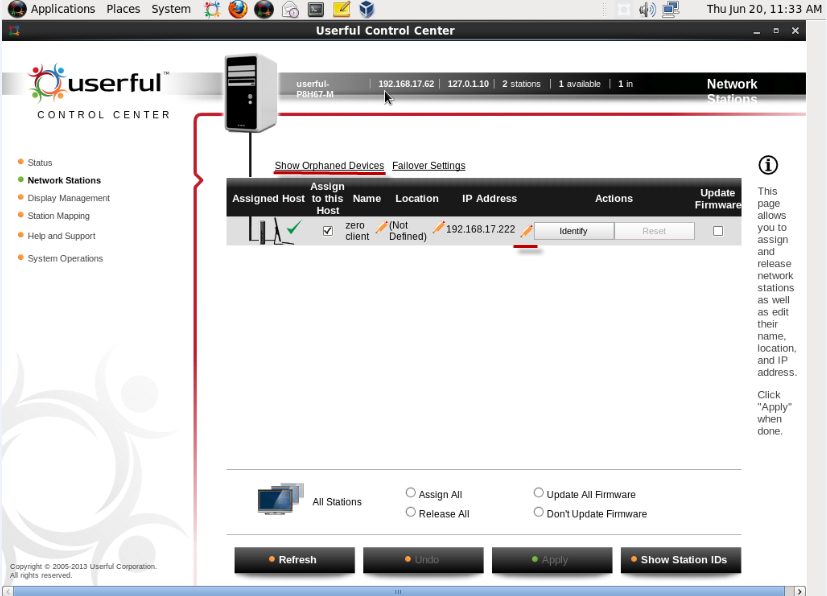 Applications Places System
Thu Jun 20, 11:33 AM
Userful Control Center
userful™
CONTROL CENTER
userful-
P8H67-M
192.168.17.62 | 127.0.1.10 | 2 stations | 1 available | 1 in
Network
Stations
Status
Network Stations
Display Management
Station Mapping
Help and Support
System Operations
Show Orphaned Devices Failover Settings
Assigned Host
Assign
to this
Host
Name
Location
IP Address
Actions
Update
Firmware
zero
client
(Not
Defined)
192.168.17.222
Identify
Reset
This
page
allows
you to
assign
and
release
network
stations
as well
as edit
their
name,
location,
and IP
address.
Click
"Apply"
when
done.
All Stations
Assign All
Release All
Update All Firmware
Don't Update Firmware
Refresh
Undo
Apply
Show Station IDs
Copyright © 2005-2013 Userful Corporation.
All rights reserved.